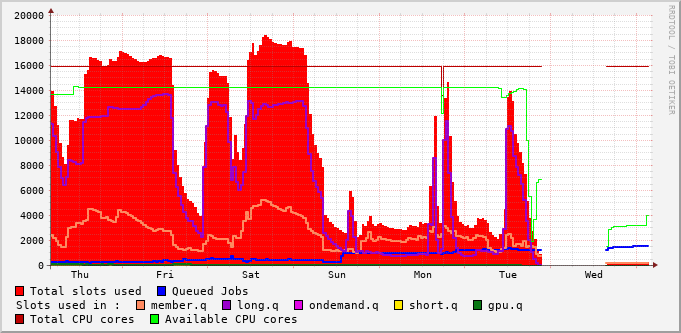 20000
18000
16000
14000
12000
10000
8000
6000
4000
2000
0
Thu Fri Sat Sun Mon Tue Wed
RRDTOOL / TOBI OETIKER
Total slots used Queued Jobs
Slots used in : member.q long.q ondemand.q short.q gpu.q
Total CPU cores Available CPU cores